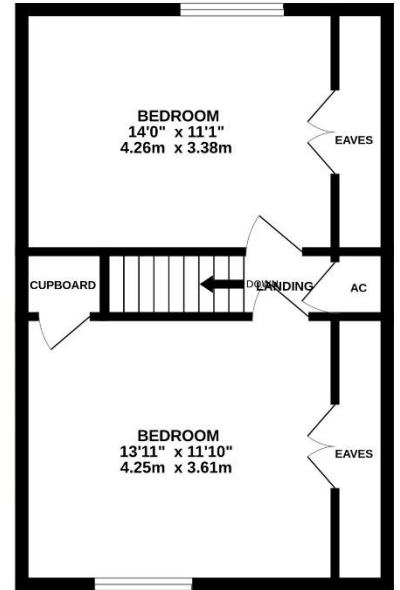 BEDROOM
14'0" x 11'1"
4.26m x 3.38m
EAVES
CUPBOARD
DOWN
LANDING
AC
BEDROOM
13'11" x 11'10"
4.25m x 3.61m
EAVES